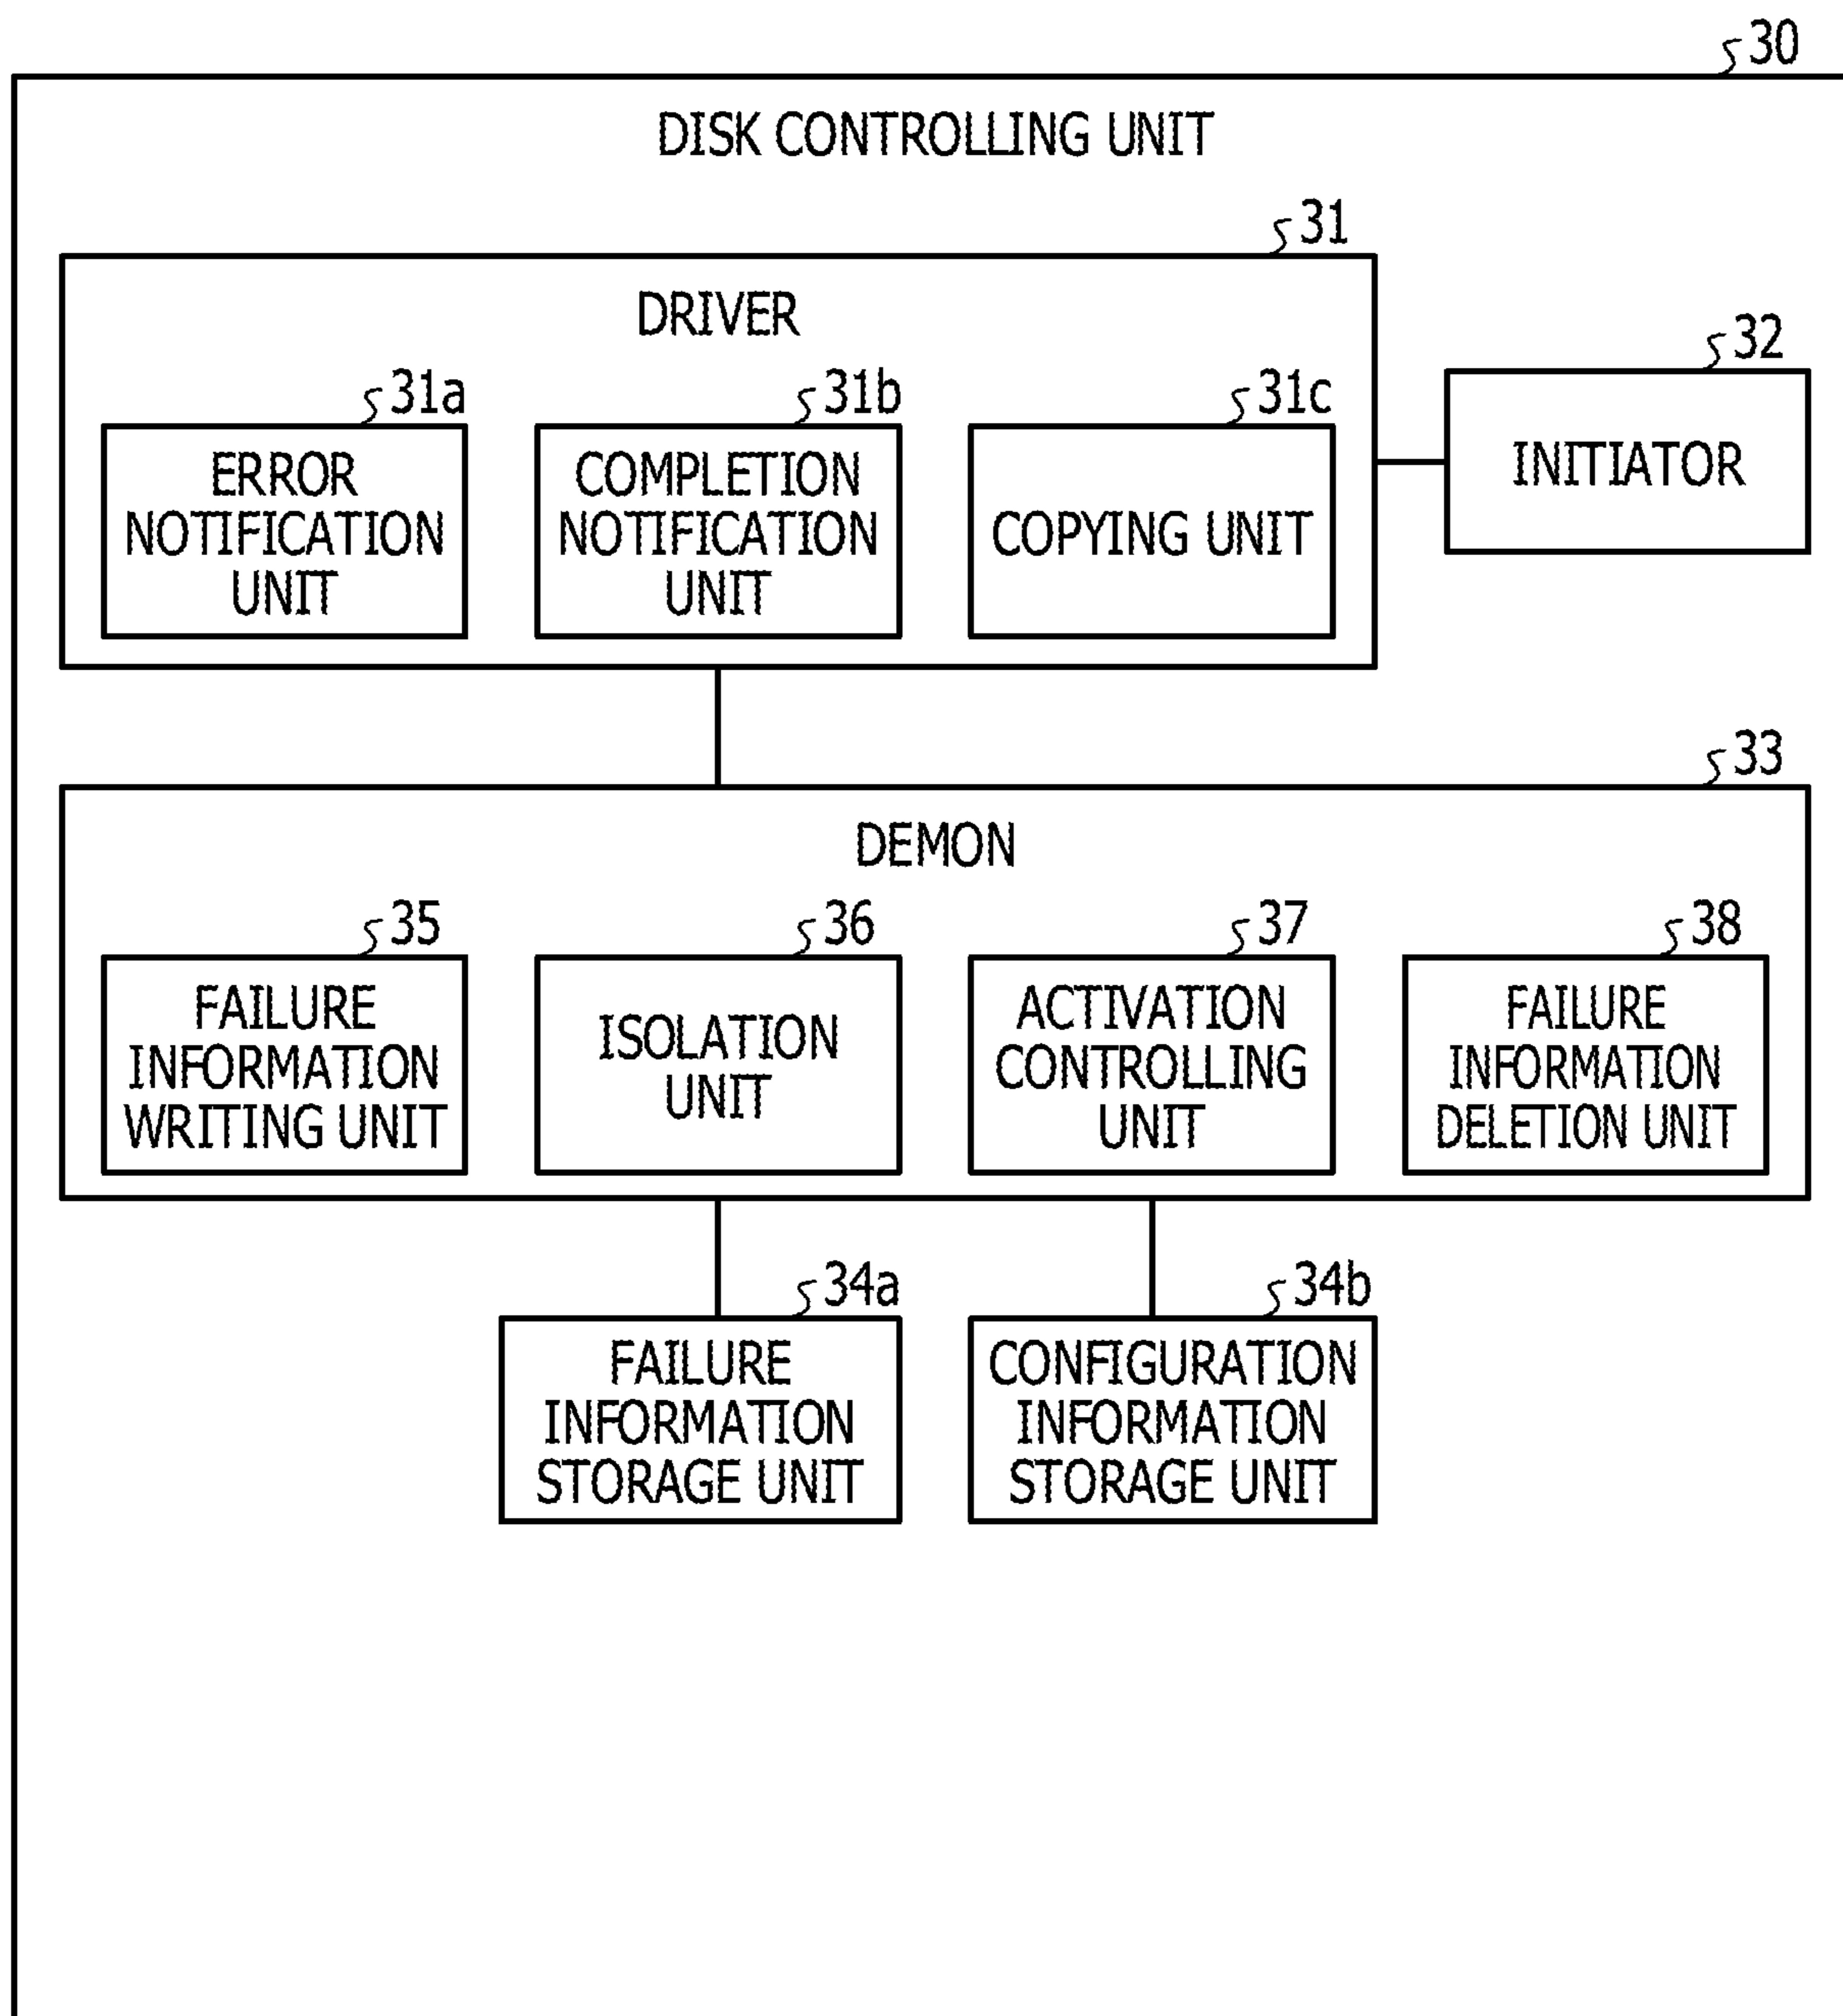 30
DISK CONTROLLING UNIT
31
DRIVER
32
31a
31b
31c
ERROR
NOTIFICATION
UNIT
COMPLETION
NOTIFICATION
UNIT
COPYING UNIT
INITIATOR
33
DEMON
35
36
37
38
FAILURE
INFORMATION
WRITING UNIT
ISOLATION
UNIT
ACTIVATION
CONTROLLING
UNIT
FAILURE
INFORMATION
DELETION UNIT
34a
34b
FAILURE
INFORMATION
STORAGE UNIT
CONFIGURATION
INFORMATION
STORAGE UNIT